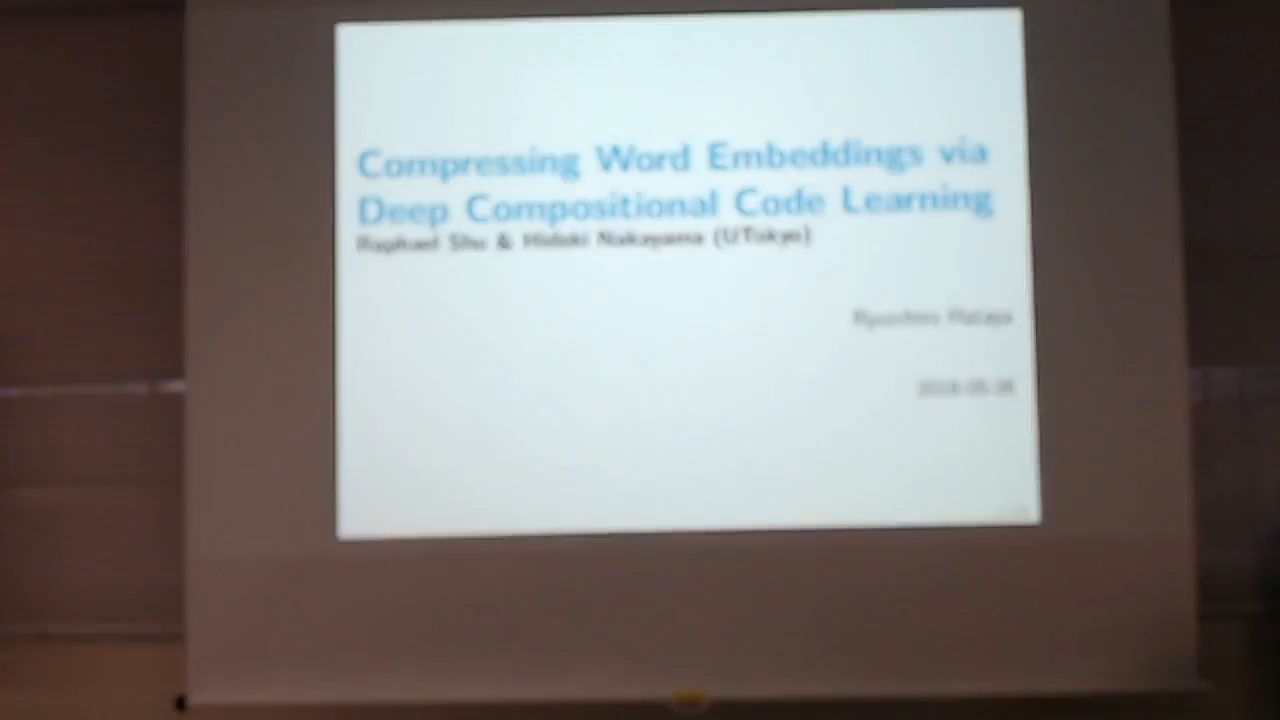 Compressing Word Embeddings via
Deep Compositional Code Learning
Raphael Shu & Hideki Nakayama (UTokyo)